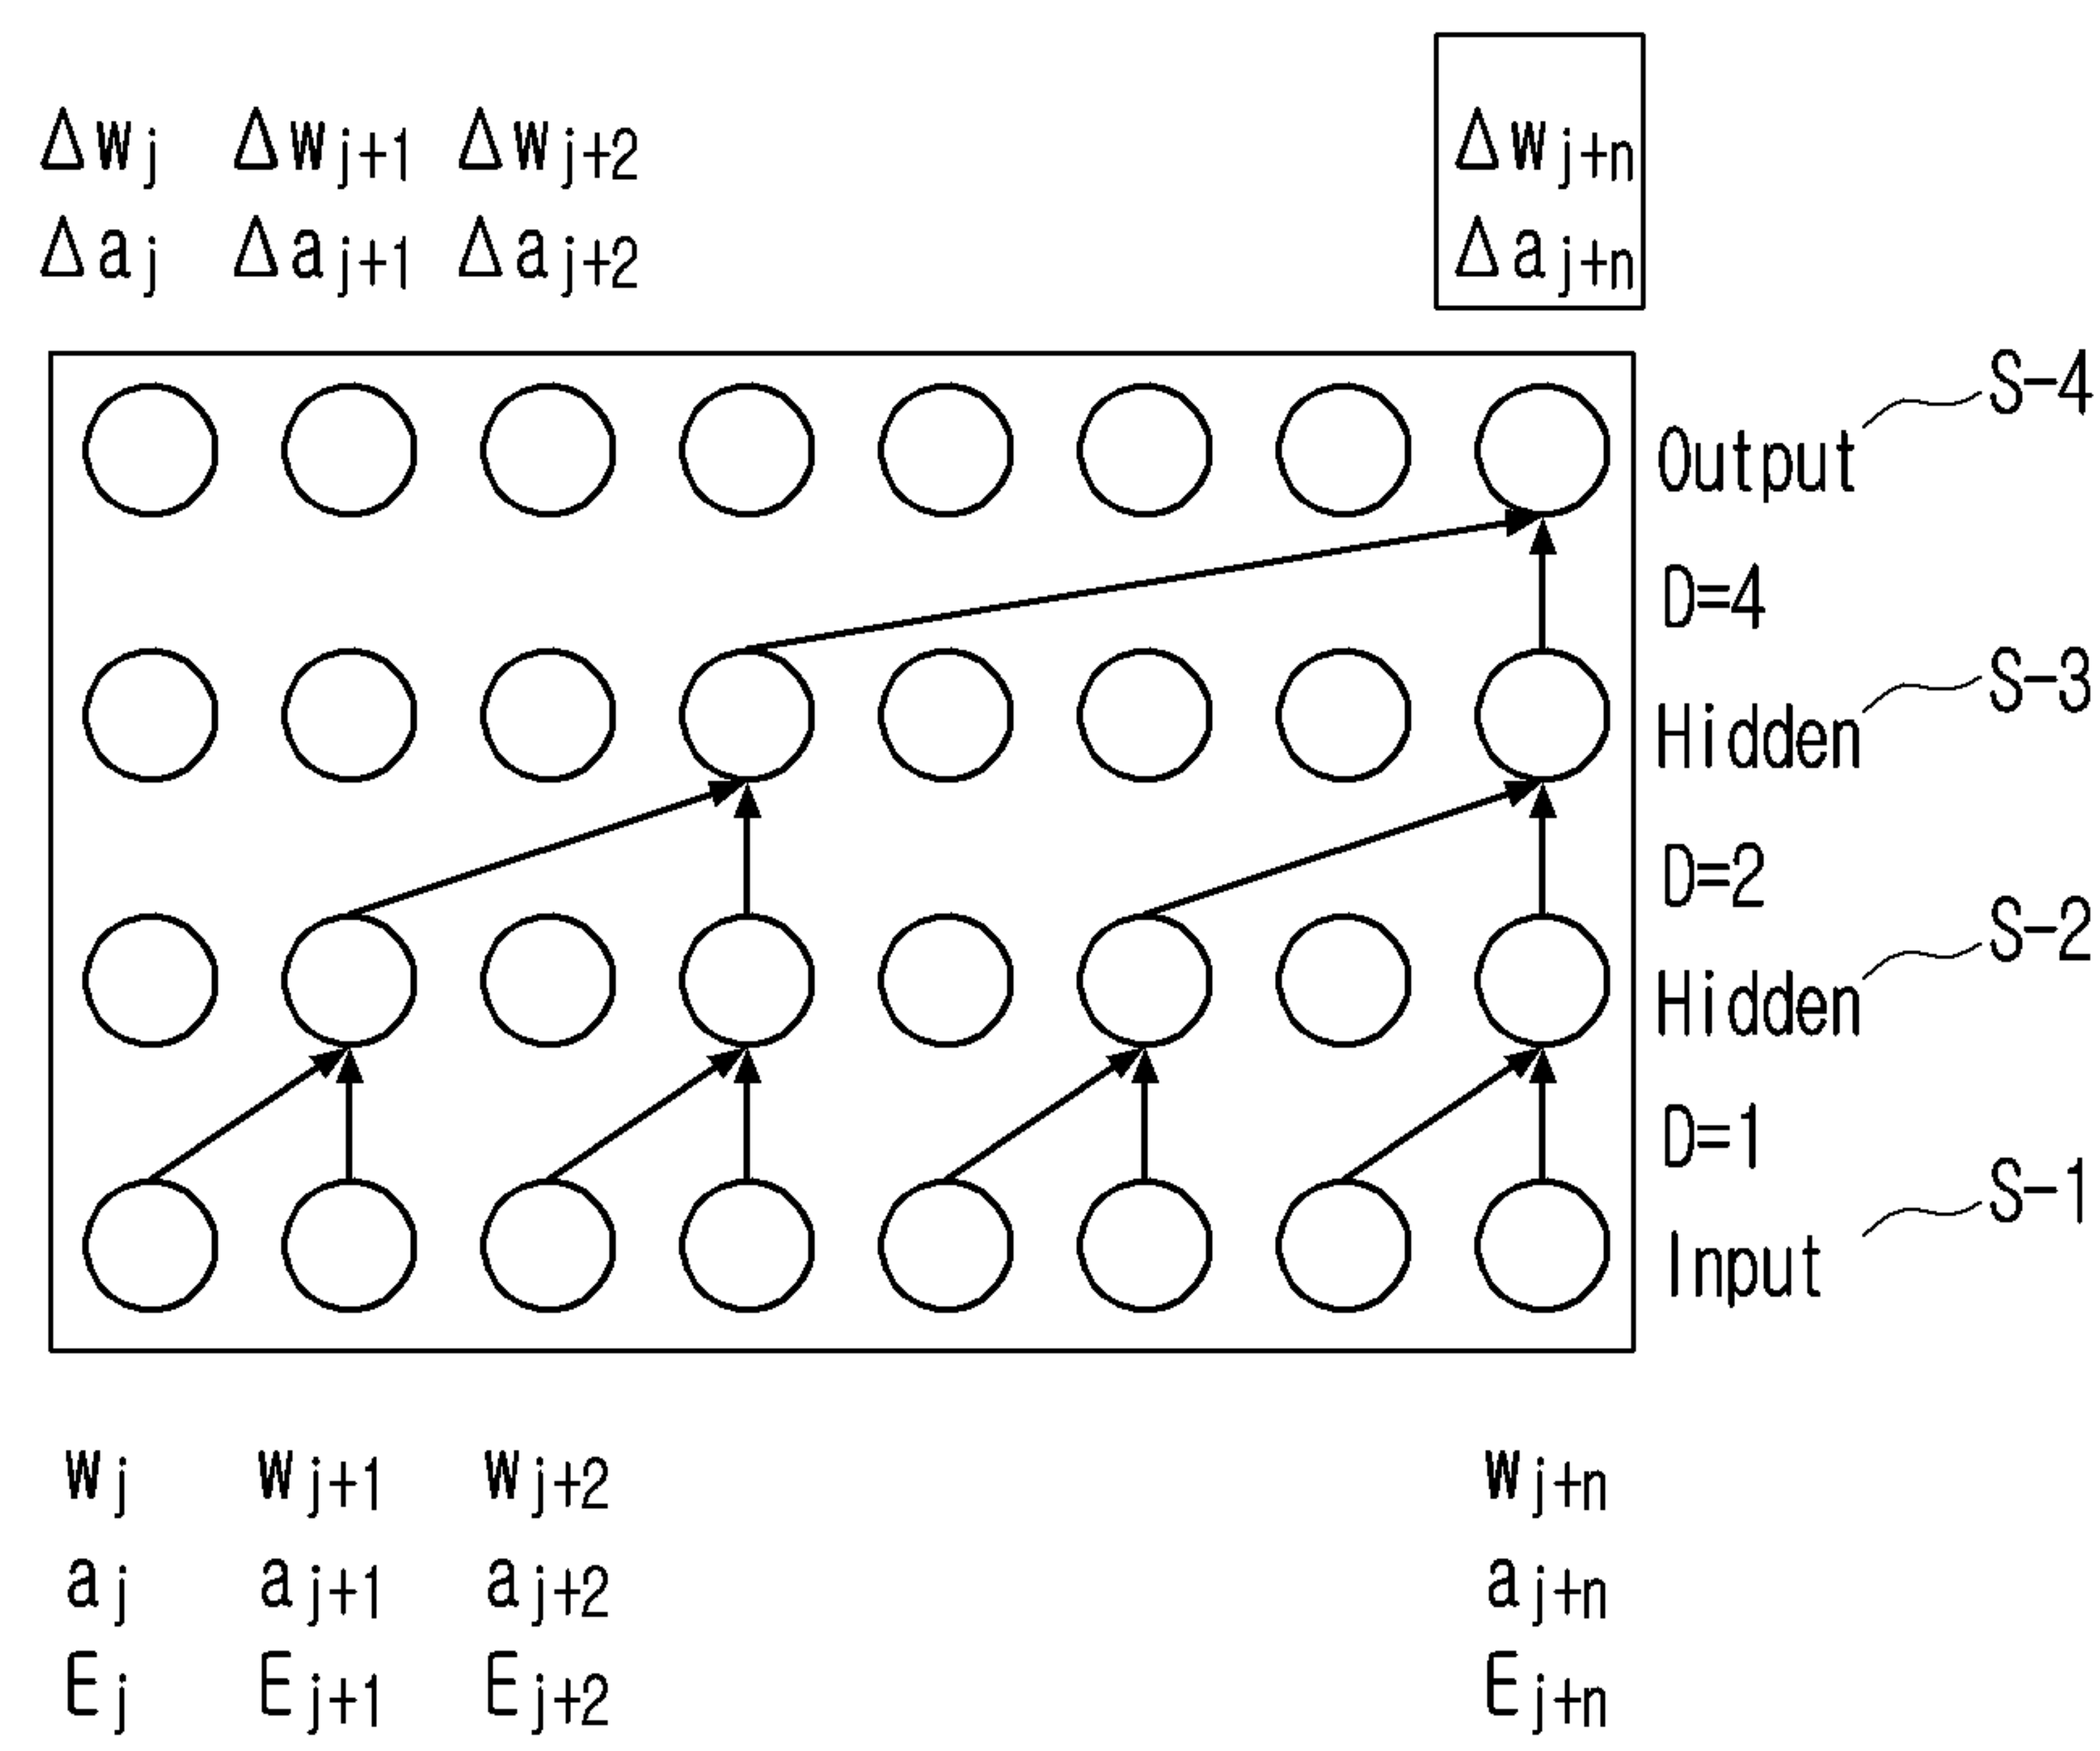 Δwj Δwj+1 Δwj+2 Δwj+n
Δaj Δaj+1 Δaj+2 Δaj+n
S-4
Output
D=4
S-3
Hidden
D=2
S-2
Hidden
D=1
S-1
Input
wj wj+1 wj+2 wj+n
aj aj+1 aj+2 aj+n
Ej Ej+1 Ej+2 Ej+n